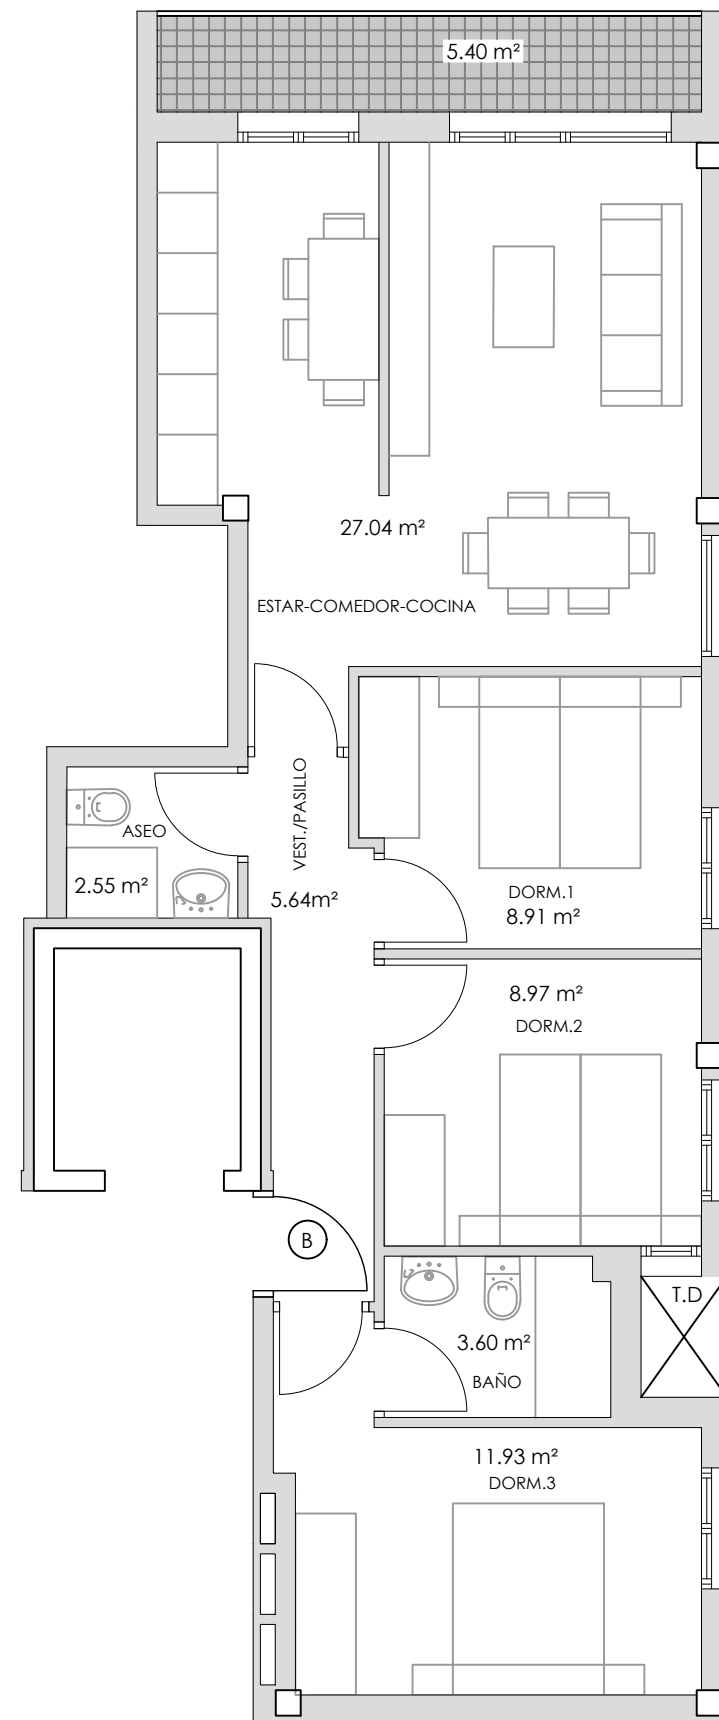 5.40 m²
27.04 m²
ESTAR-COMEDOR-COCINA
VEST./PASILLO
5.64m²
ASEO
2.55 m²
DORM.1
8.91 m²
8.97 m²
DORM.2
B
T.D
3.60 m²
BAÑO
11.93 m²
DORM.3